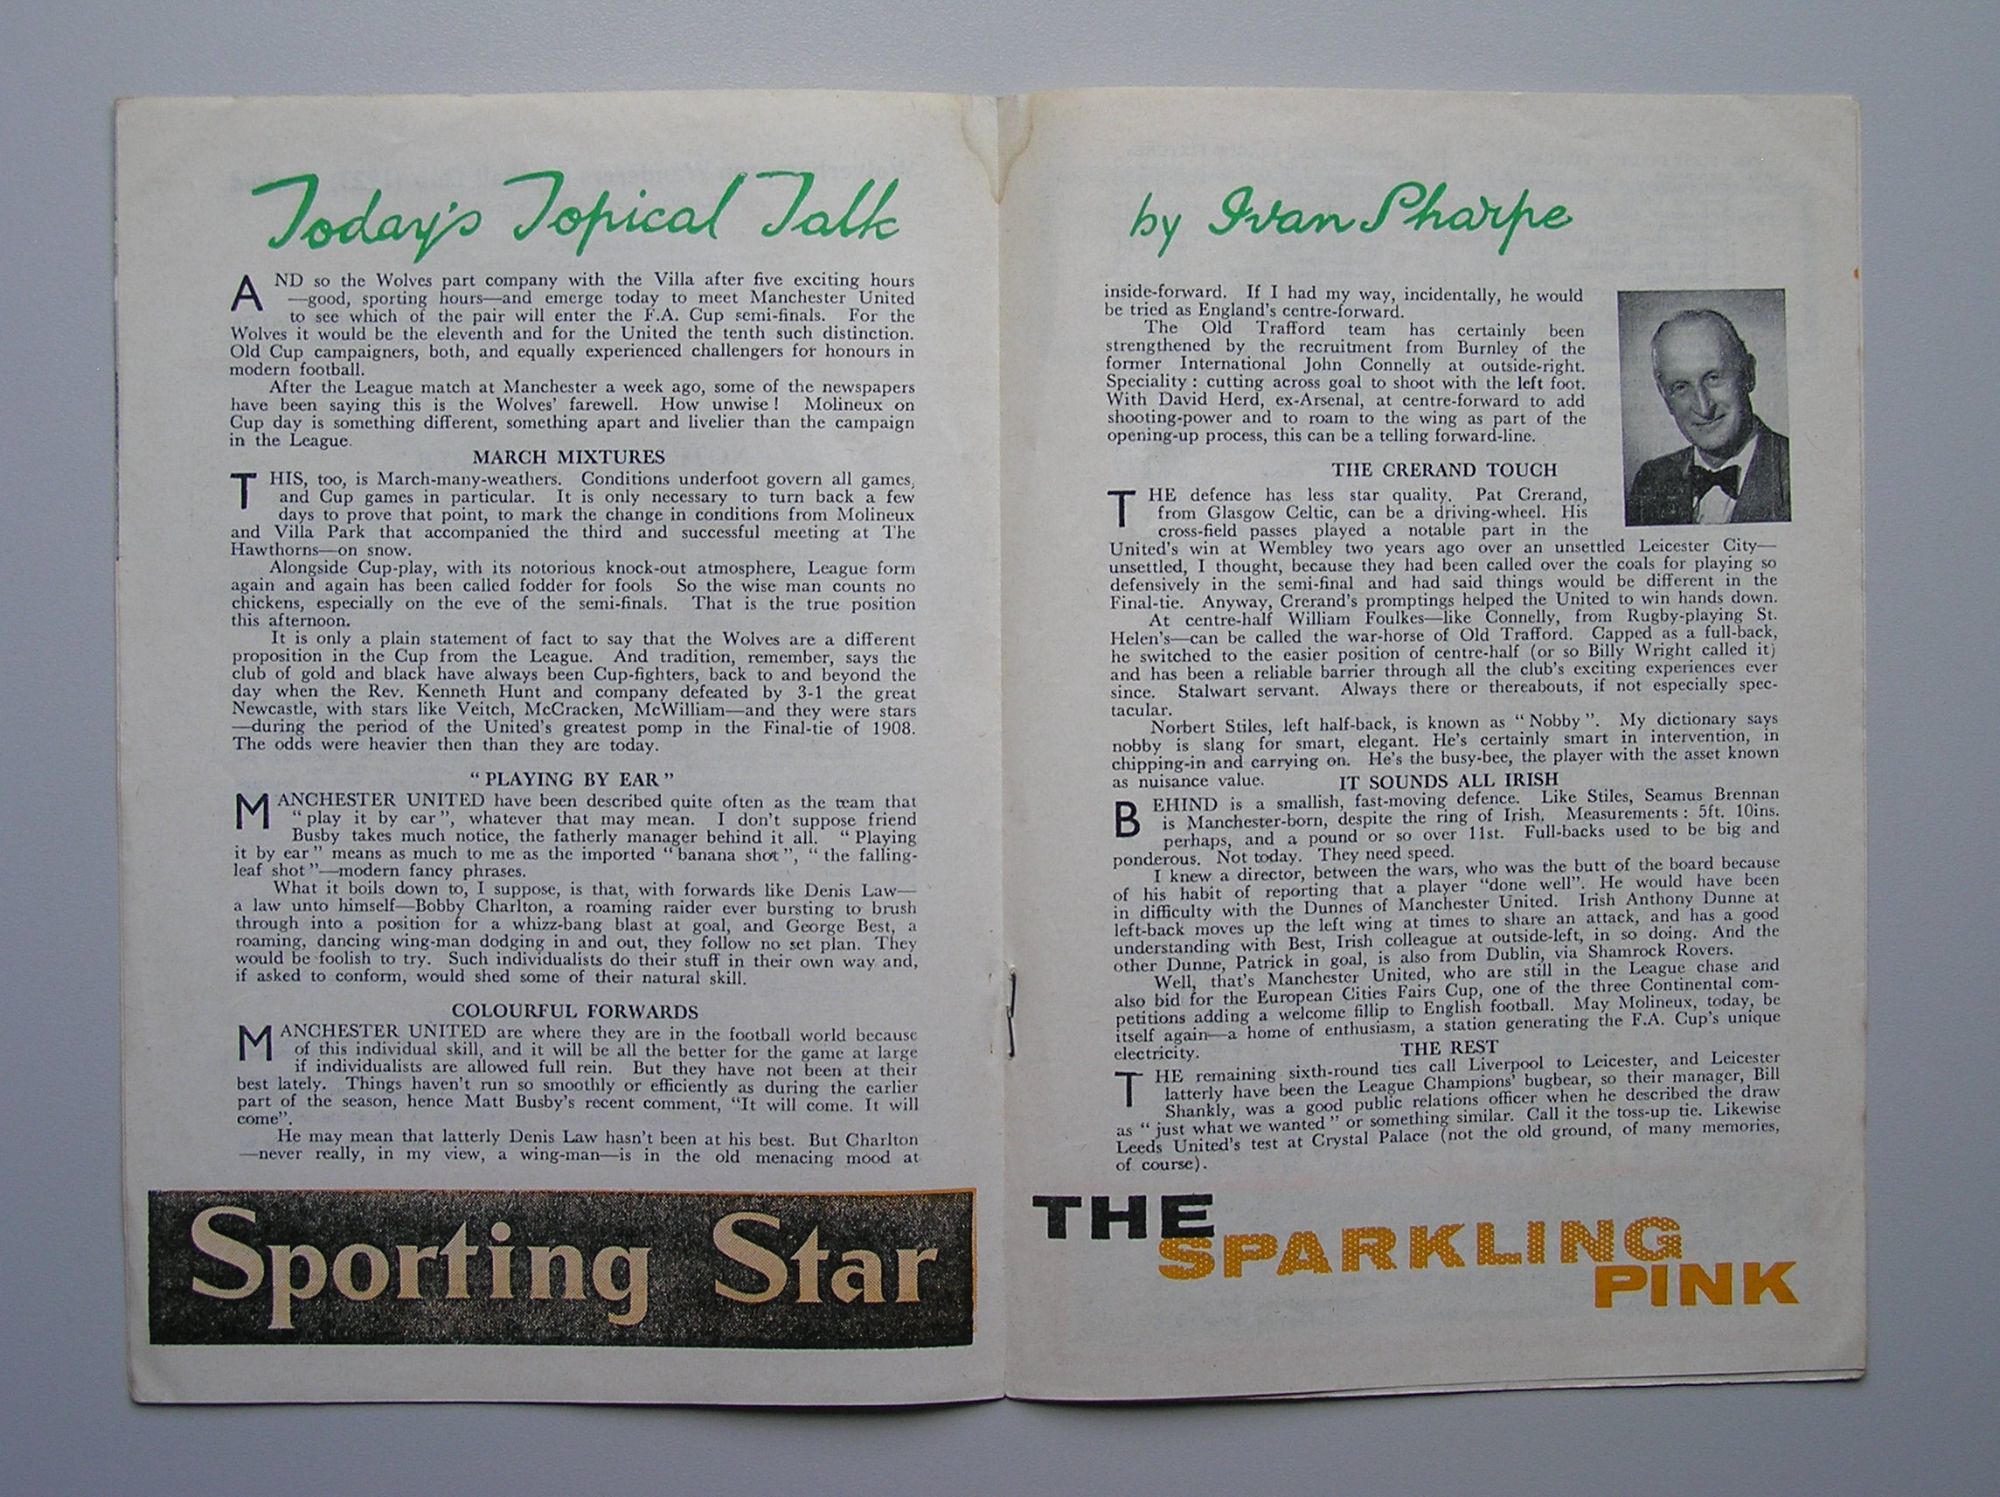 Today's Topical Talk
AND so the Wolves part company with the Villa after five exciting hours
—good, sporting hours—and emerge today to meet Manchester United
to see which of the pair will enter the F.A. Cup semi-finals. For the
Wolves it would be the eleventh and for the United the tenth such distinction.
Old Cup campaigners, both, and equally experienced challengers for honours in
modern football.
After the League match at Manchester a week ago, some of the newspapers
have been saying this is the Wolves' farewell. How unwise! Molineux on
Cup day is something different, something apart and livelier than the campaign
in the League.
MARCH MIXTURES
THIS, too, is March-many-weathers. Conditions underfoot govern all games,
and Cup games in particular. It is only necessary to turn back a few
days to prove that point, to mark the change in conditions from Molineux
and Villa Park that accompanied the third and successful meeting at The
Hawthorns—on snow.
Alongside Cup-play, with its notorious knock-out atmosphere, League form
again and again has been called fodder for fools So the wise man counts no
chickens, especially on the eve of the semi-finals. That is the true position
this afternoon.
It is only a plain statement of fact to say that the Wolves are a different
proposition in the Cup from the League. And tradition, remember, says the
club of gold and black have always been Cup-fighters, back to and beyond the
day when the Rev. Kenneth Hunt and company defeated by 3-1 the great
Newcastle, with stars like Veitch, McCracken, McWilliam—and they were stars
—during the period of the United's greatest pomp in the Final-tie of 1908.
The odds were heavier then than they are today.
"PLAYING BY EAR"
MANCHESTER UNITED have been described quite often as the team that
"play it by ear", whatever that may mean. I don't suppose friend
Busby takes much notice, the fatherly manager behind it all. "Playing
it by ear" means as much to me as the imported "banana shot", "the falling-
leaf shot"—modern fancy phrases.
What it boils down to, I suppose, is that, with forwards like Denis Law—
a law unto himself—Bobby Charlton, a roaming raider ever bursting to brush
through into a position for a whizz-bang blast at goal, and George Best, a
roaming, dancing wing-man dodging in and out, they follow no set plan. They
would be foolish to try. Such individualists do their stuff in their own way and,
if asked to conform, would shed some of their natural skill.
COLOURFUL FORWARDS
MANCHESTER UNITED are where they are in the football world because
of this individual skill, and it will be all the better for the game at large
if individualists are allowed full rein. But they have not been at their
best lately. Things haven't run so smoothly or efficiently as during the earlier
part of the season, hence Matt Busby's recent comment, "It will come. It will
come".
He may mean that latterly Denis Law hasn't been at his best. But Charlton
—never really, in my view, a wing-man—is in the old menacing mood at
Sporting Star
by Ivan Sharpe
inside-forward. If I had my way, incidentally, he would
be tried as England's centre-forward.
The Old Trafford team has certainly been
strengthened by the recruitment from Burnley of the
former International John Connelly at outside-right.
Speciality: cutting across goal to shoot with the left foot.
With David Herd, ex-Arsenal, at centre-forward to add
shooting-power and to roam to the wing as part of the
opening-up process, this can be a telling forward-line.
THE CRERAND TOUCH
THE defence has less star quality. Pat Crerand,
from Glasgow Celtic, can be a driving-wheel. His
cross-field passes played a notable part in the
United's win at Wembley two years ago over an unsettled Leicester City—
unsettled, I thought, because they had been called over the coals for playing so
defensively in the semi-final and had said things would be different in the
Final-tie. Anyway, Crerand's promptings helped the United to win hands down.
At centre-half William Foulkes—like Connelly, from Rugby-playing St.
Helen's—can be called the war-horse of Old Trafford. Capped as a full-back,
he switched to the easier position of centre-half (or so Billy Wright called it)
and has been a reliable barrier through all the club's exciting experiences ever
since. Stalwart servant. Always there or thereabouts, if not especially spec-
tacular.
Norbert Stiles, left half-back, is known as "Nobby". My dictionary says
nobby is slang for smart, elegant. He's certainly smart in intervention, in
chipping-in and carrying on. He's the busy-bee, the player with the asset known
as nuisance value.
IT SOUNDS ALL IRISH
BEHIND is a smallish, fast-moving defence. Like Stiles, Seamus Brennan
is Manchester-born, despite the ring of Irish. Measurements: 5ft. 10ins.
perhaps, and a pound or so over 11st. Full-backs used to be big and
ponderous. Not today. They need speed.
I knew a director, between the wars, who was the butt of the board because
of his habit of reporting that a player "done well". He would have been
in difficulty with the Dunnes of Manchester United. Irish Anthony Dunne at
left-back moves up the left wing at times to share an attack, and has a good
understanding with Best, Irish colleague at outside-left, in so doing. And the
other Dunne, Patrick in goal, is also from Dublin, via Shamrock Rovers.
Well, that's Manchester United, who are still in the League chase and
also bid for the European Cities Fairs Cup, one of the three Continental com-
petitions adding a welcome fillip to English football. May Molineux, today, be
itself again—a home of enthusiasm, a station generating the F.A. Cup's unique
electricity.
THE REST
THE remaining sixth-round ties call Liverpool to Leicester, and Leicester
latterly have been the League Champions' bugbear, so their manager, Bill
Shankly, was a good public relations officer when he described the draw
as "just what we wanted" or something similar. Call it the toss-up tie. Likewise
Leeds United's test at Crystal Palace (not the old ground, of many memories,
of course).
THE
SPARKLING
PINK